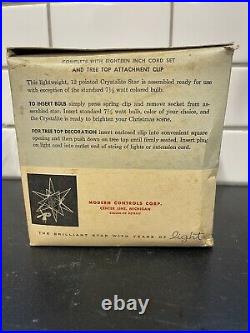 COMPLETE WITH EIGHTEEN INCH CORD SET
AND TREE TOP ATTACHMENT CLIP
This lightweight, 12 pointed Crystalite Star is assembled ready for use
with exception of the standard 7½ watt colored bulb.
TO INSERT BULB simply press spring clip and remove socket from as-
sembled star. Insert standard 7½ watt bulb, color of your choice, and
the Crystalite is ready to brighten your Christmas scene.
FOR TREE TOP DECORATION Insert enclosed clip into convenient square
opening and then push down on tree tip until firmly seated. Insert plug
on light cord into outlet end of string of lights or extension cord.
MODERN CONTROLS CORP.
CENTER LINE, MICHIGAN
THE BRILLIANT STAR WITH YEARS OF light